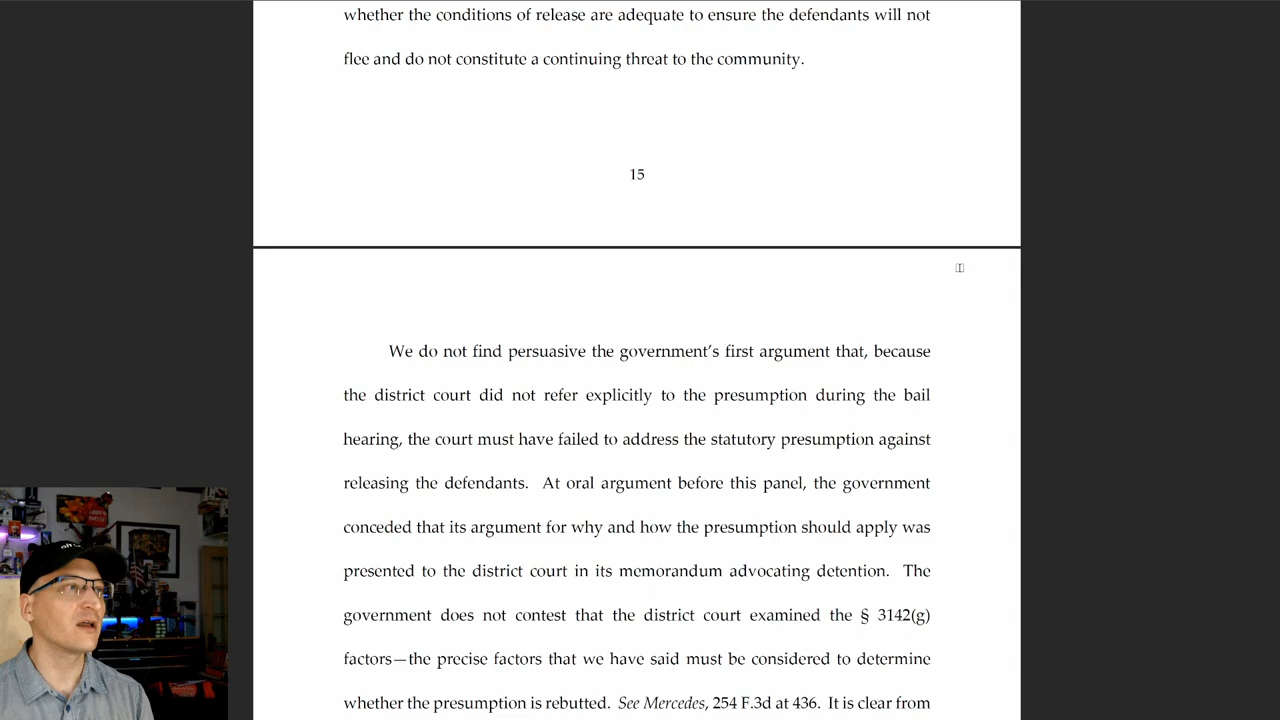 whether the conditions of release are adequate to ensure the defendants will not
flee and do not constitute a continuing threat to the community.
15
We do not find persuasive the government’s first argument that, because
the district court did not refer explicitly to the presumption during the bail
hearing, the court must have failed to address the statutory presumption against
releasing the defendants.  At oral argument before this panel, the government
conceded that its argument for why and how the presumption should apply was
presented to the district court in its memorandum advocating detention.  The
government does not contest that the district court examined the § 3142(g)
factors—the precise factors that we have said must be considered to determine
whether the presumption is rebutted.  See Mercedes, 254 F.3d at 436.  It is clear from